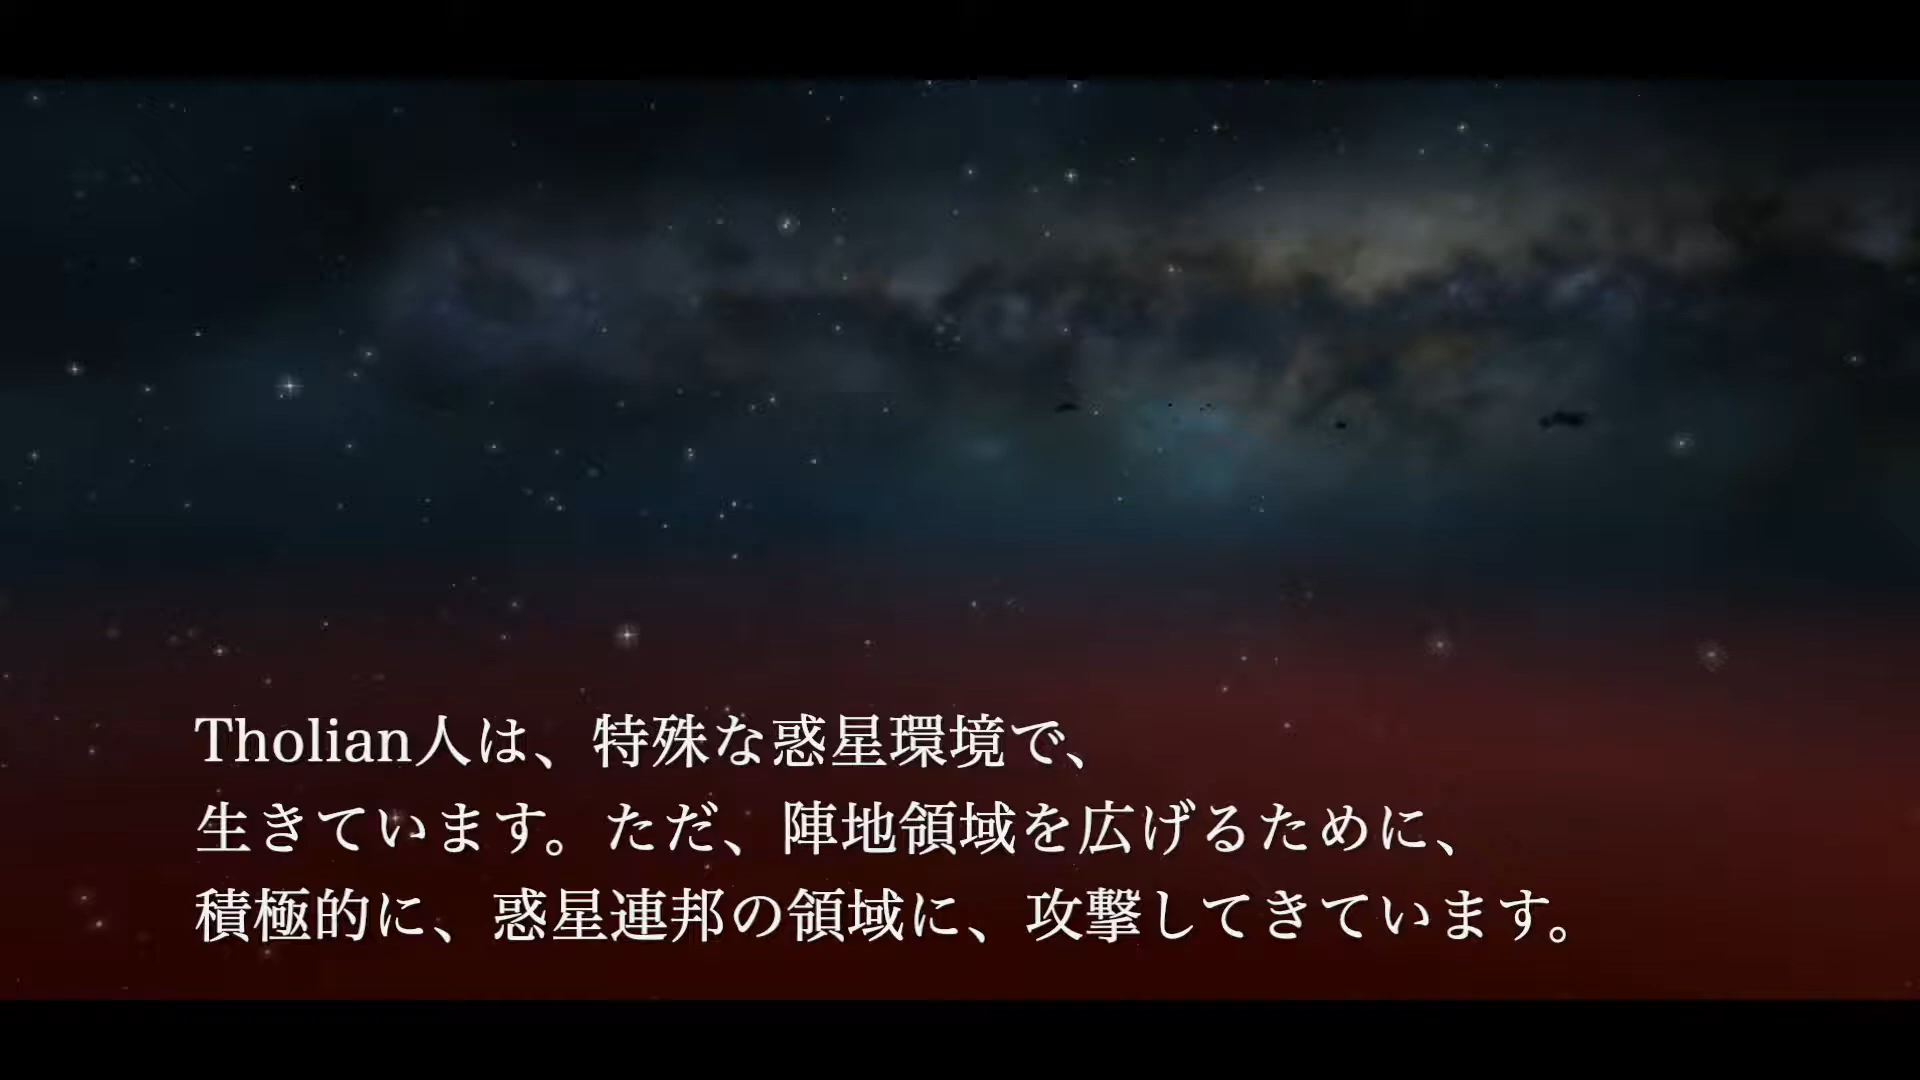 Tholian人は、特殊な惑星環境で、
生きています。ただ、陣地領域を広げるために、
積極的に、惑星連邦の領域に、攻撃してきています。